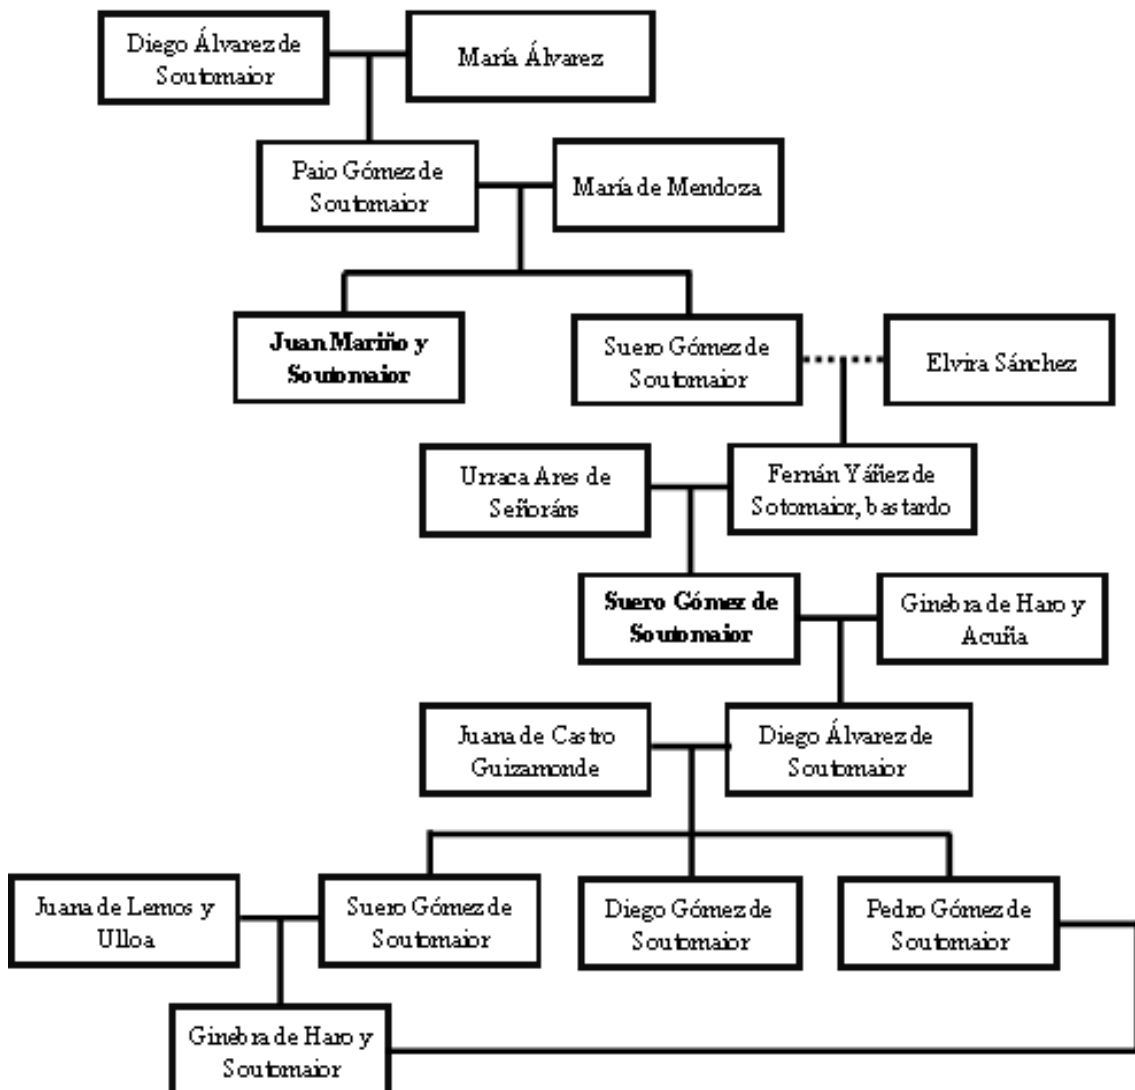 Diego Álvarez de
Soutomaior
María Álvarez
Paio Gómez de
Soutomaior
María de Mendoza
Juan Mariño y
Soutomaior
Suero Gómez de
Soutomaior
Elvira Sánchez
Urraca Ares de
Señoráns
Fernán Yáñez de
Sotomaior, bastardo
Suero Gómez de
Soutomaior
Ginebra de Haro y
Acuña
Juana de Castro
Guizamonde
Diego Álvarez de
Soutomaior
Juana de Lemos y
Ulloa
Suero Gómez de
Soutomaior
Diego Gómez de
Soutomaior
Pedro Gómez de
Soutomaior
Ginebra de Haro y
Soutomaior